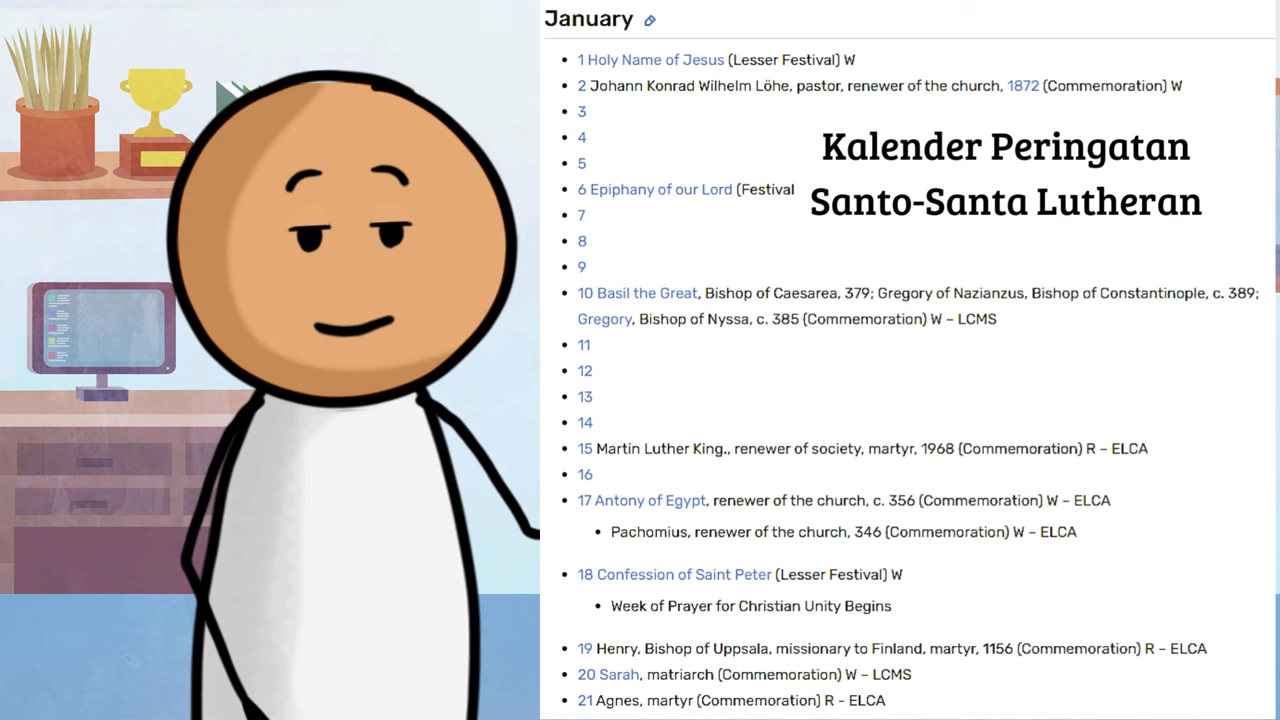 January
1 Holy Name of Jesus (Lesser Festival) W
2 Johann Konrad Wilhelm Löhe, pastor, renewer of the church, 1872 (Commemoration) W
3
4
5
6 Epiphany of our Lord (Festival
7
8
9
10 Basil the Great, Bishop of Caesarea, 379; Gregory of Nazianzus, Bishop of Constantinople, c. 389;
Gregory, Bishop of Nyssa, c. 385 (Commemoration) W – LCMS
11
12
13
14
15 Martin Luther King., renewer of society, martyr, 1968 (Commemoration) R – ELCA
16
17 Antony of Egypt, renewer of the church, c. 356 (Commemoration) W – ELCA
Pachomius, renewer of the church, 346 (Commemoration) W – ELCA
18 Confession of Saint Peter (Lesser Festival) W
Week of Prayer for Christian Unity Begins
19 Henry, Bishop of Uppsala, missionary to Finland, martyr, 1156 (Commemoration) R – ELCA
20 Sarah, matriarch (Commemoration) W – LCMS
21 Agnes, martyr (Commemoration) R - ELCA
Kalender Peringatan
Santo-Santa Lutheran